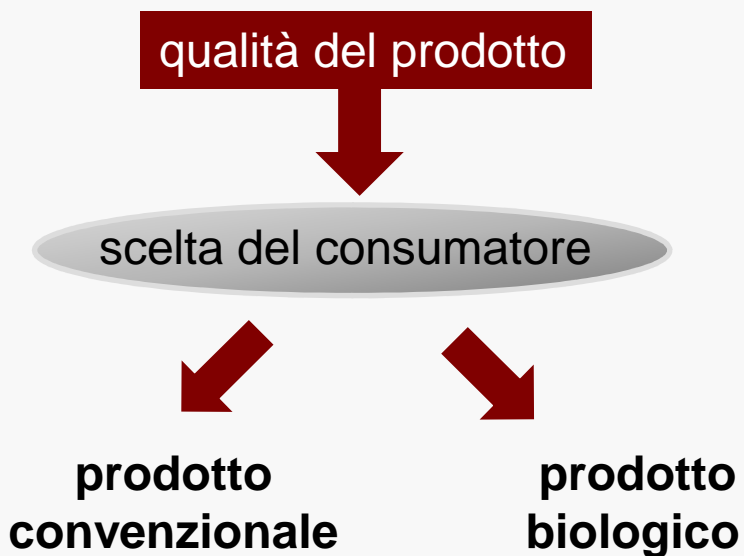 qualità del prodotto
scelta del consumatore
prodotto
convenzionale
prodotto
biologico